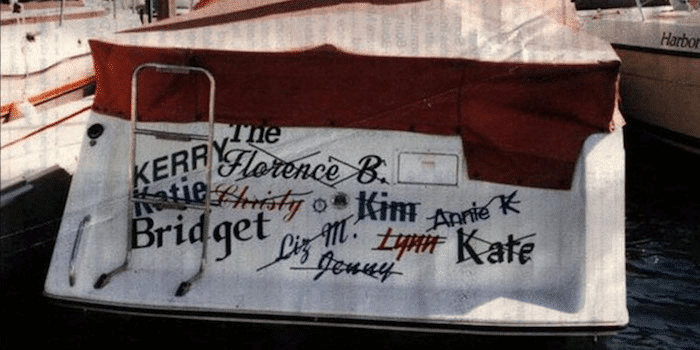 The
KERRY Florence B.
Katie Christy Kim Annie K
Bridget Liz M. Lynn Kate
Jenny
Harbor